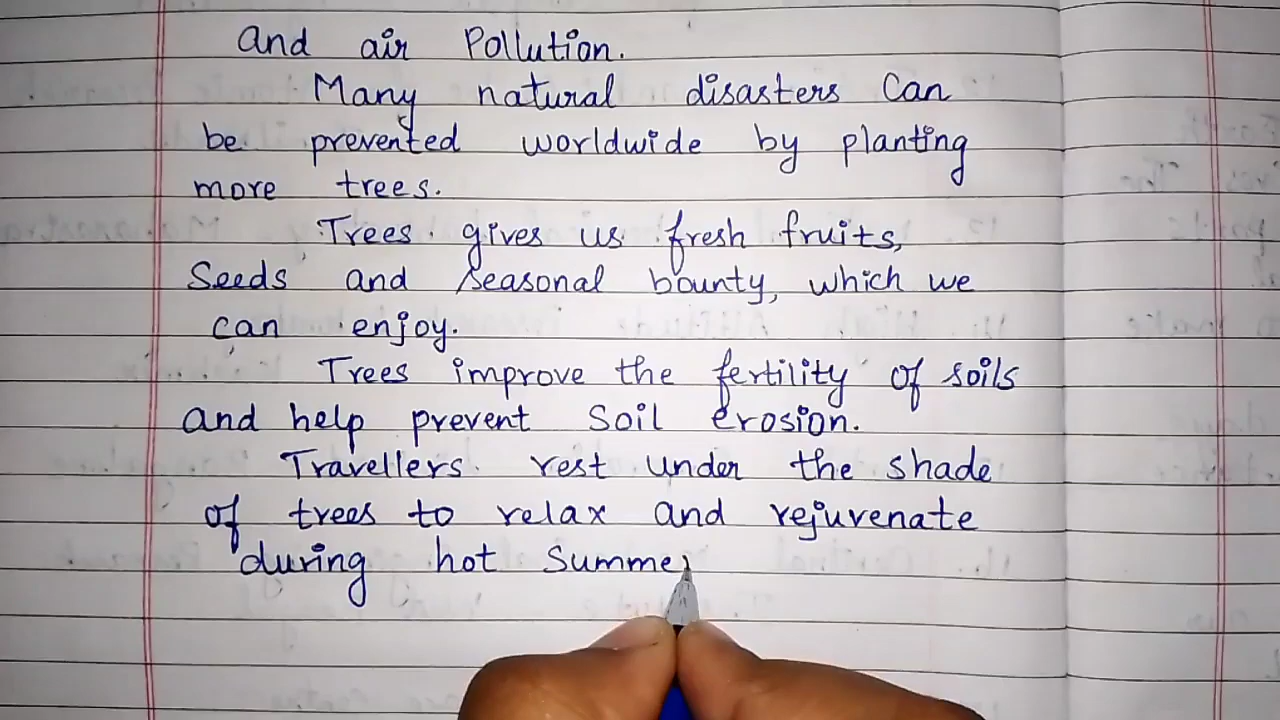 and air Pollution.
Many natural disasters Can
be prevented worldwide by planting
more trees.
Trees gives us fresh fruits,
Seeds and seasonal bounty, which we
can enjoy.
Trees improve the fertility of soils
and help prevent Soil erosion.
Travellers rest under the shade
of trees to relax and rejuvenate
during hot Summer